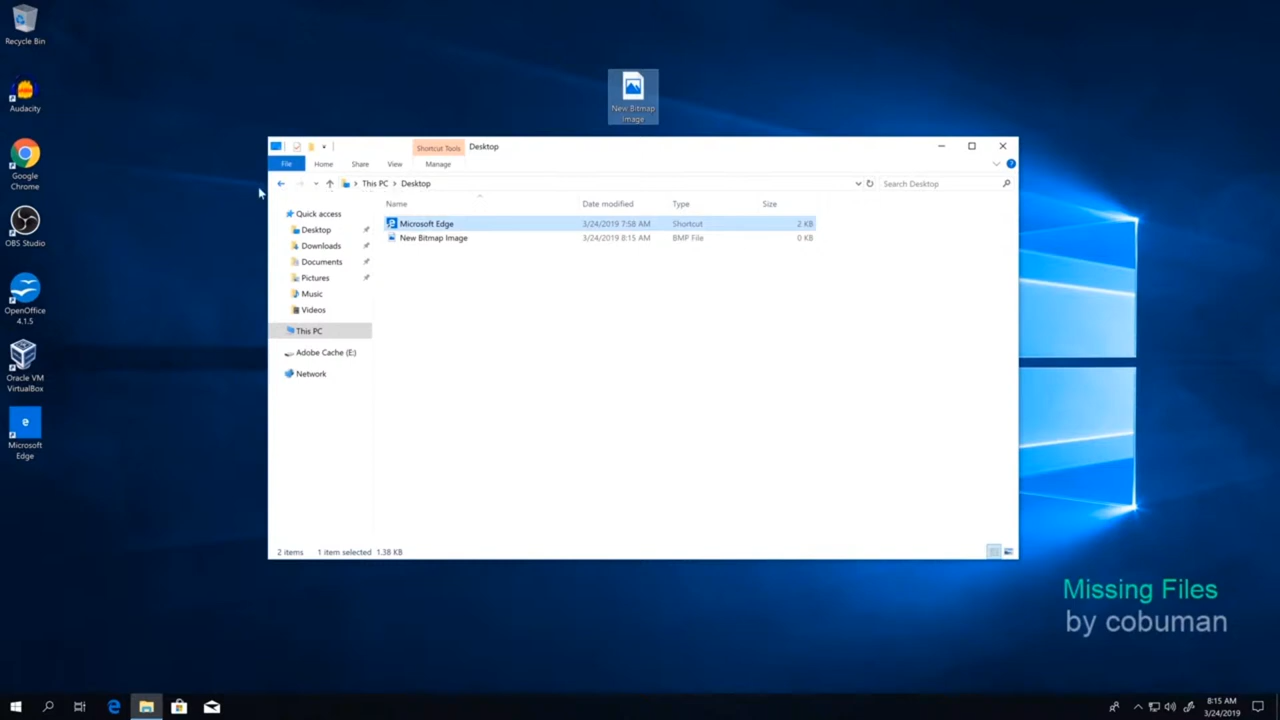 Recycle Bin
Audacity
Google
Chrome
OBS Studio
OpenOffice
4.1.5
Oracle VM
VirtualBox
Microsoft
Edge
New Bitmap
Image
Shortcut Tools
Desktop
File
Home
Share
View
Manage
This PC
Desktop
Search Desktop
Name
Date modified
Type
Size
Quick access
Desktop
Downloads
Documents
Pictures
Music
Videos
This PC
Adobe Cache (E:)
Network
Microsoft Edge 3/24/2019 7:58 AM Shortcut 2 KB
New Bitmap Image 3/24/2019 8:15 AM BMP File 0 KB
2 items 1 item selected 1.38 KB
Missing Files
by cobuman
8:15 AM
3/24/2019